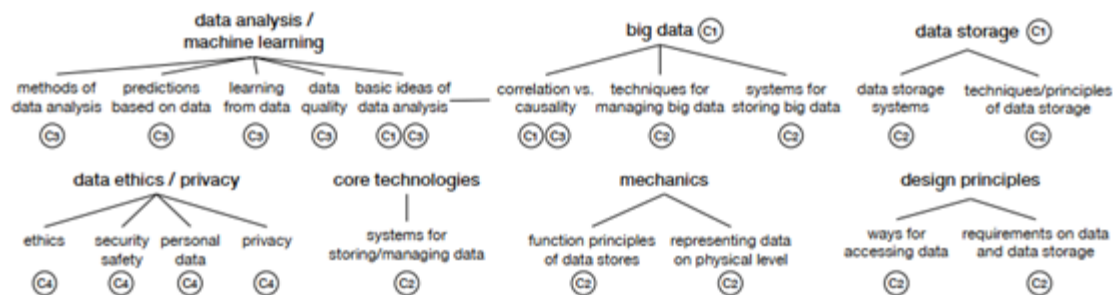 data analysis /
machine learning
big data C1
data storage C1
methods of
data analysis
C3
predictions
based on data
C3
learning
from data
C3
data
quality
C3
basic ideas of
data analysis
C1 C3
correlation vs.
causality
C1 C3
techniques for
managing big data
C2
systems for
storing big data
C2
data storage
systems
C2
techniques/principles
of data storage
C2
data ethics / privacy
core technologies
mechanics
design principles
ethics
C4
security
safety
C4
personal
data
C4
privacy
C4
systems for
storing/managing data
C2
function principles
of data stores
C2
representing data
on physical level
C2
ways for
accessing data
C2
requirements on data
and data storage
C2